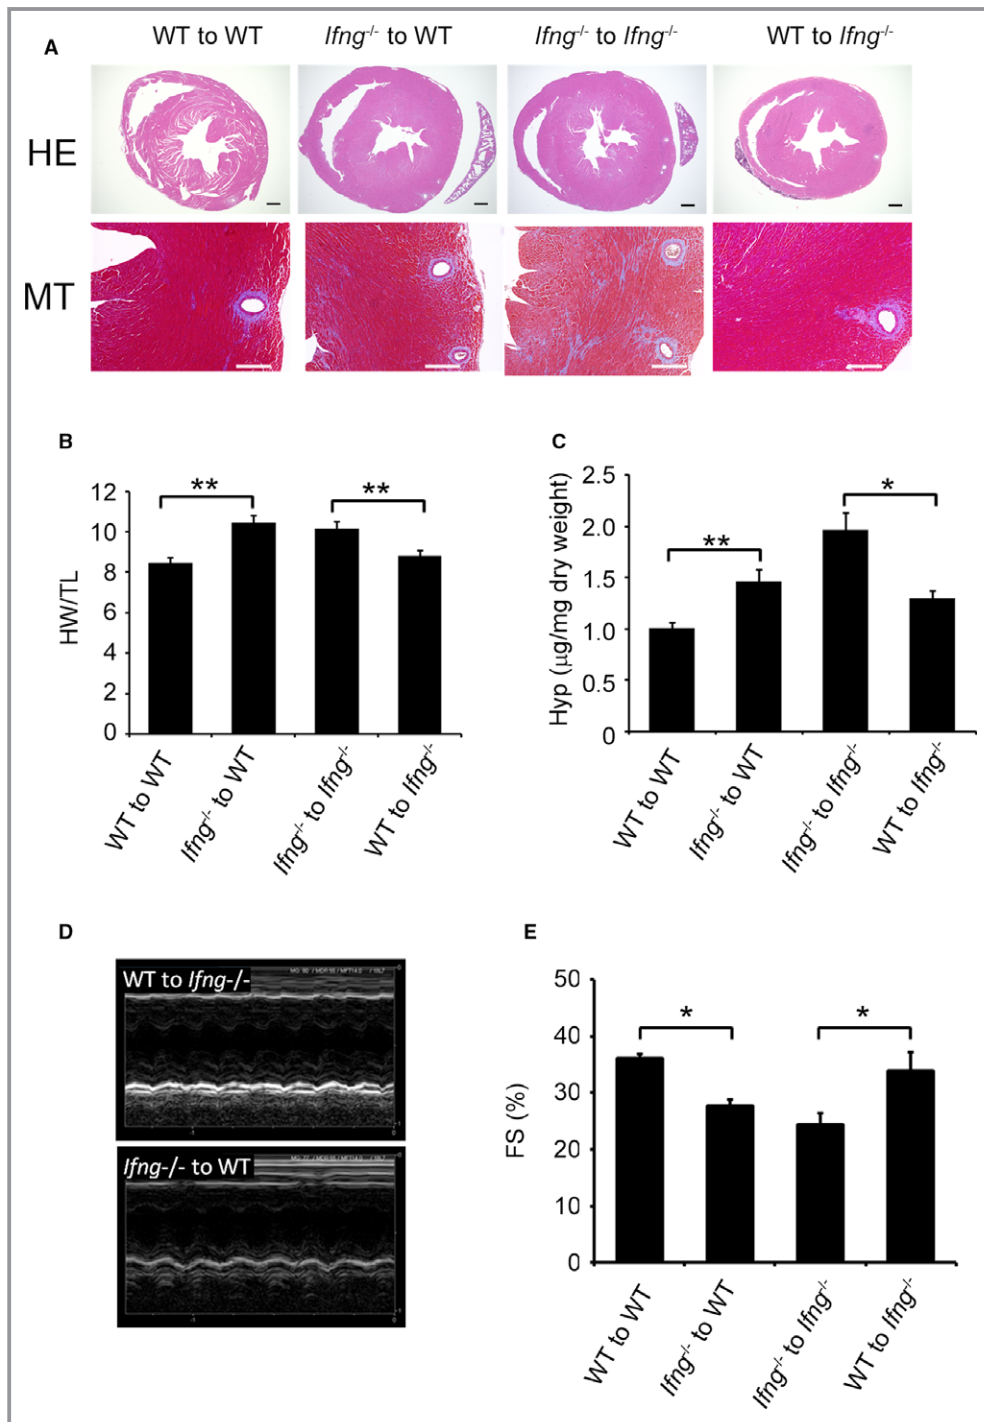 A
WT to WT
Ifng-/- to WT
Ifng-/- to Ifng-/-
WT to Ifng-/-
HE
MT
B
HW/TL
12
10
8
6
4
2
0
**
**
WT to WT
Ifng-/- to WT
Ifng-/- to Ifng-/-
WT to Ifng-/-
C
Hyp (µg/mg dry weight)
2.5
2.0
1.5
1.0
0.5
0
**
*
WT to WT
Ifng-/- to WT
Ifng-/- to Ifng-/-
WT to Ifng-/-
D
WT to Ifng-/-
-1
0
Ifng-/- to WT
-1
0
E
FS (%)
50
40
30
20
10
0
*
*
WT to WT
Ifng-/- to WT
Ifng-/- to Ifng-/-
WT to Ifng-/-